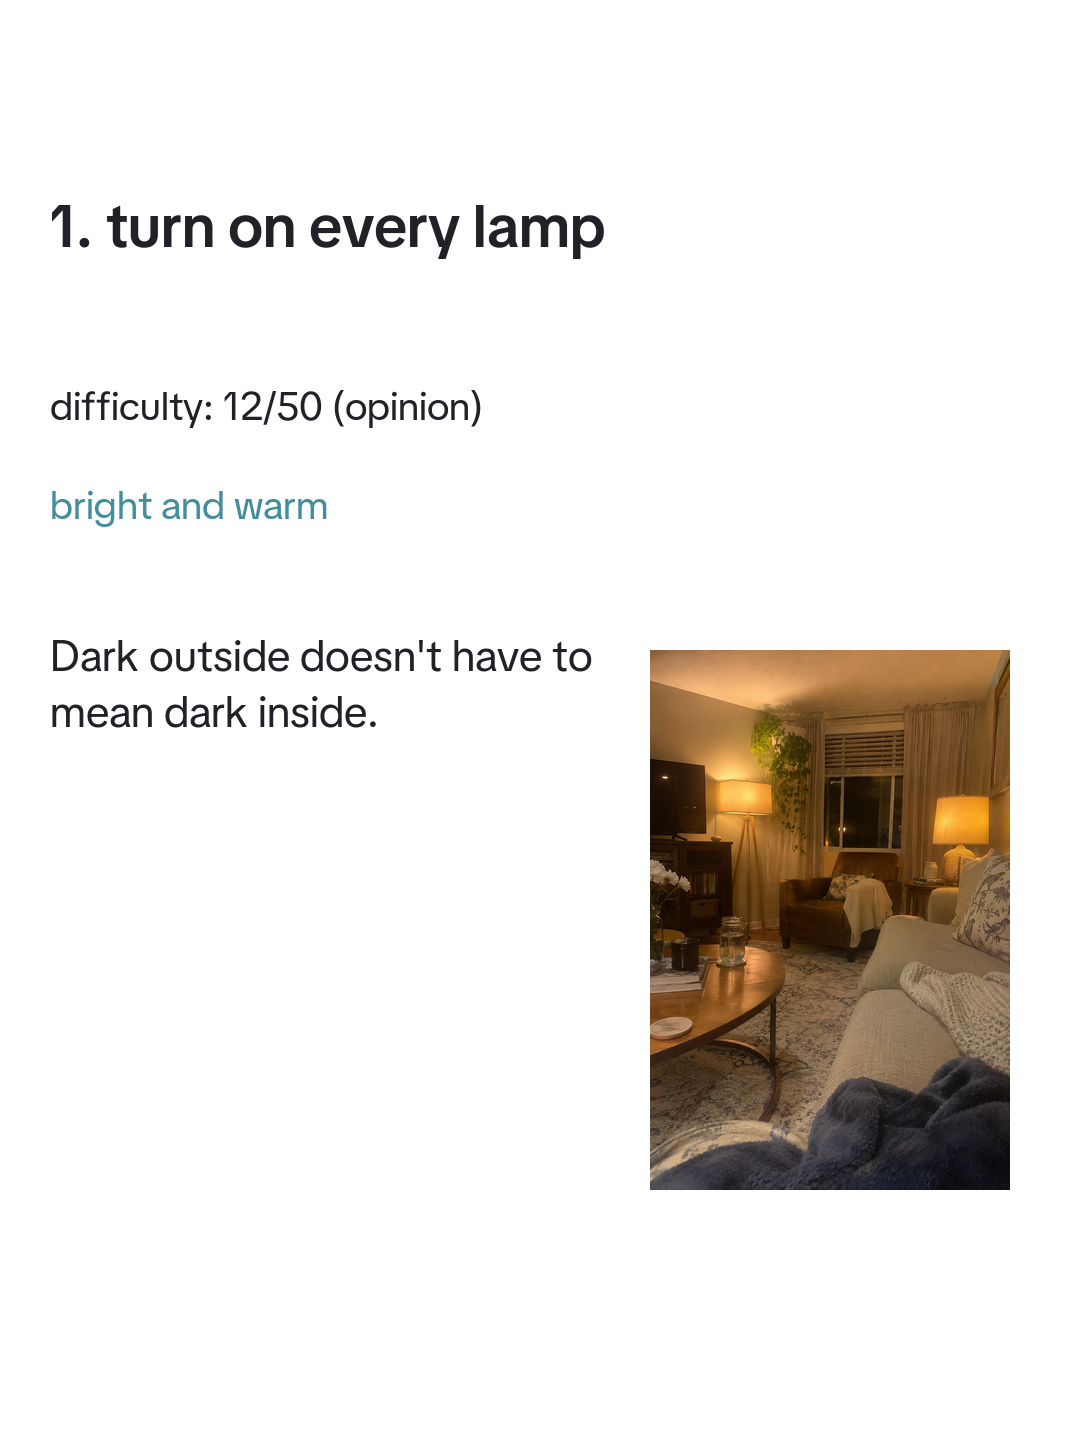 1. turn on every lamp
difficulty: 12/50 (opinion)
bright and warm
Dark outside doesn't have to
mean dark inside.